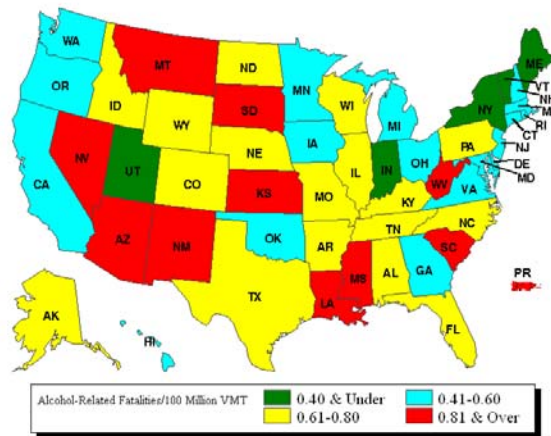 WA
MT
ND
MN
ME
VT
NH
OR
ID
SD
WI
NY
M
RI
CT
WY
MI
PA
NJ
NE
IA
NV
UT
CO
IL
IN
OH
DE
MD
CA
KS
MO
WV
VA
KY
NC
AZ
NM
OK
AR
TN
SC
MS
AL
GA
PR
TX
LA
AK
HI
FL
Alcohol-Related Fatalities/100 Million VMT
0.40 & Under
0.41-0.60
0.61-0.80
0.81 & Over